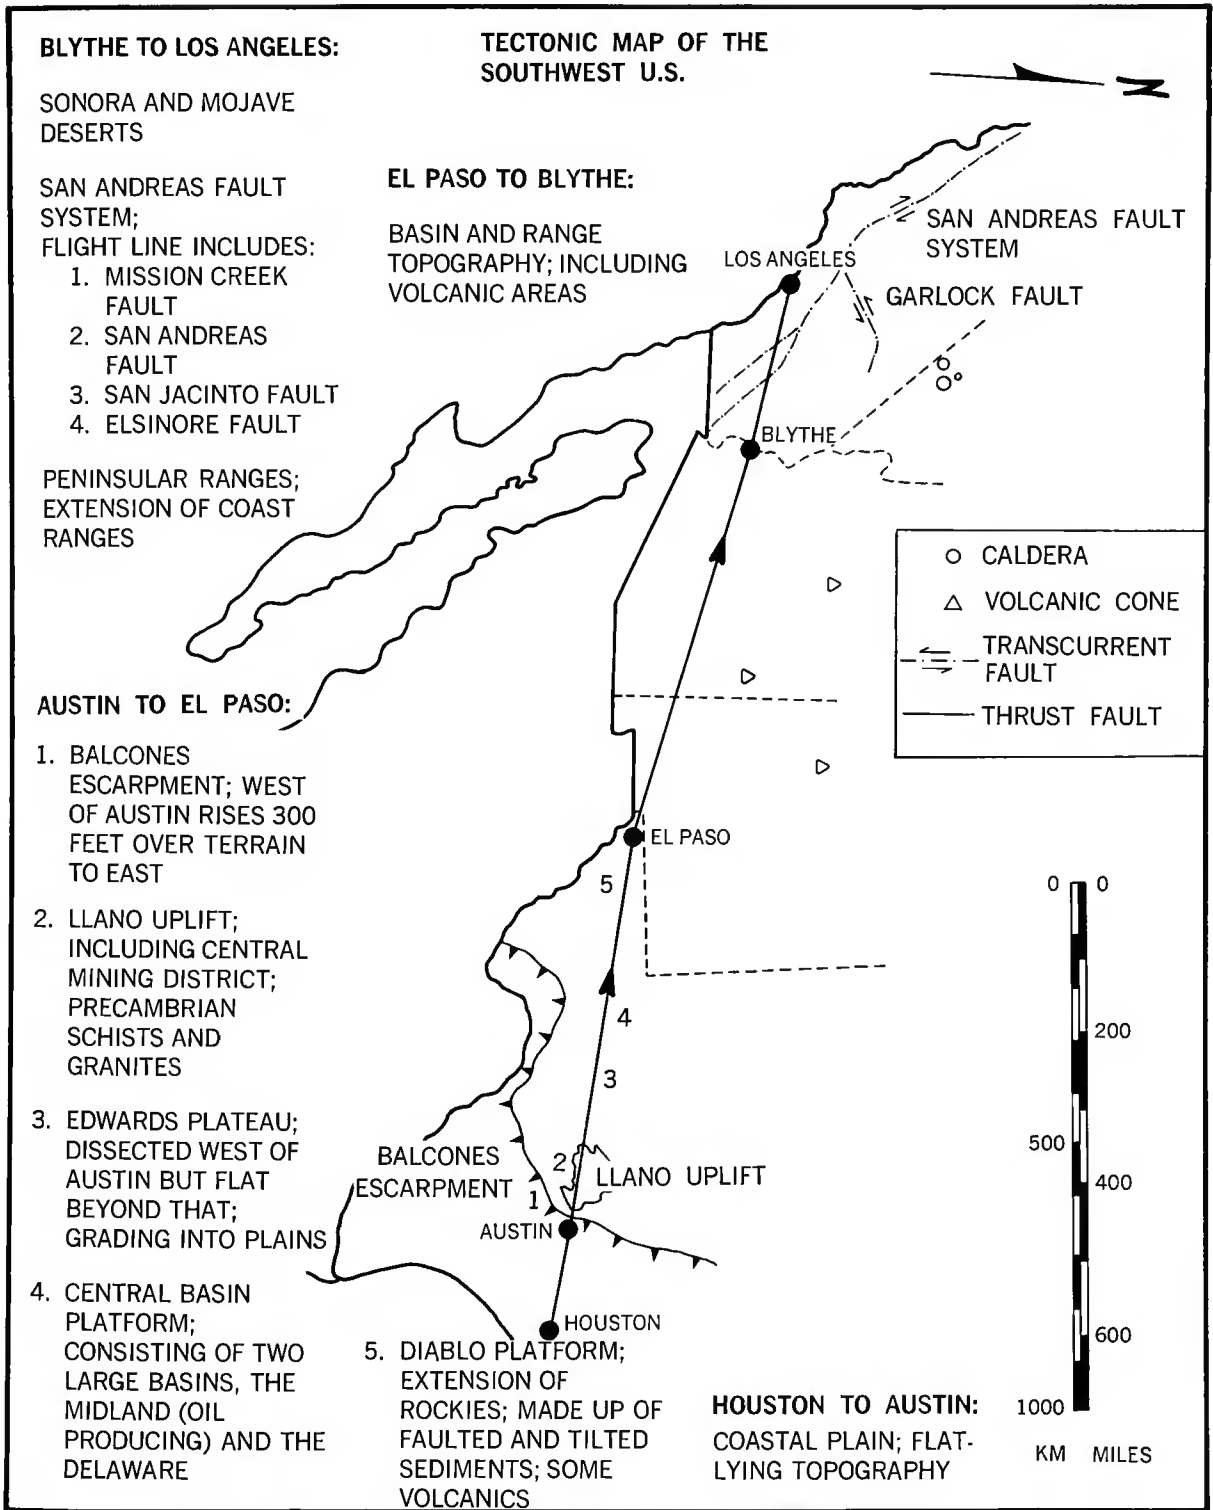 TECTONIC MAP OF THE
SOUTHWEST U.S.
N
BLYTHE TO LOS ANGELES:
SONORA AND MOJAVE
DESERTS
SAN ANDREAS FAULT
SYSTEM;
FLIGHT LINE INCLUDES:
1. MISSION CREEK
FAULT
2. SAN ANDREAS
FAULT
3. SAN JACINTO FAULT
4. ELSINORE FAULT
PENINSULAR RANGES;
EXTENSION OF COAST
RANGES
EL PASO TO BLYTHE:
BASIN AND RANGE
TOPOGRAPHY; INCLUDING
VOLCANIC AREAS
LOS ANGELES
SAN ANDREAS FAULT
SYSTEM
GARLOCK FAULT
BLYTHE
CALDERA
VOLCANIC CONE
TRANSCURRENT
FAULT
THRUST FAULT
AUSTIN TO EL PASO:
1. BALCONES
ESCARPMENT; WEST
OF AUSTIN RISES 300
FEET OVER TERRAIN
TO EAST
2. LLANO UPLIFT;
INCLUDING CENTRAL
MINING DISTRICT;
PRECAMBRIAN
SCHISTS AND
GRANITES
3. EDWARDS PLATEAU;
DISSECTED WEST OF
AUSTIN BUT FLAT
BEYOND THAT;
GRADING INTO PLAINS
4. CENTRAL BASIN
PLATFORM;
CONSISTING OF TWO
LARGE BASINS, THE
MIDLAND (OIL
PRODUCING) AND THE
DELAWARE
5. DIABLO PLATFORM;
EXTENSION OF
ROCKIES; MADE UP OF
FAULTED AND TILTED
SEDIMENTS; SOME
VOLCANICS
EL PASO
5
4
3
2
1
BALCONES
ESCARPMENT
LLANO UPLIFT
AUSTIN
HOUSTON
HOUSTON TO AUSTIN:
COASTAL PLAIN; FLAT-
LYING TOPOGRAPHY
0 0
200
500
400
600
1000
KM MILES